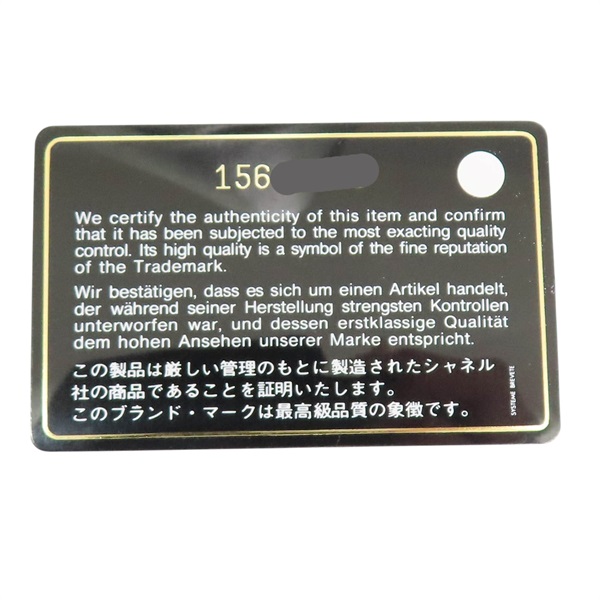 156
We certify the authenticity of this item and confirm
that it has been subjected to the most exacting quality
control. Its high quality is a symbol of the fine reputation
of the Trademark.
Wir bestätigen, dass es sich um einen Artikel handelt,
der während seiner Herstellung strengsten Kontrollen
unterworfen war, und dessen erstklassige Qualität
dem hohen Ansehen unserer Marke entspricht.
この製品は厳しい管理のもとに製造されたシャネル
社の商品であることを証明いたします。
このブランド・マークは最高級品質の象徴です。
SYSTEME BREVETE